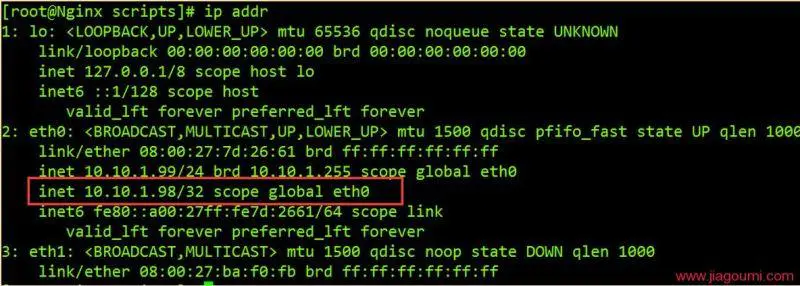 [root@Nginx scripts]# ip addr
1: lo: <LOOPBACK,UP,LOWER_UP> mtu 65536 qdisc noqueue state UNKNOWN
    link/loopback 00:00:00:00:00:00 brd 00:00:00:00:00:00
    inet 127.0.0.1/8 scope host lo
    inet6 ::1/128 scope host
       valid_lft forever preferred_lft forever
2: eth0: <BROADCAST,MULTICAST,UP,LOWER_UP> mtu 1500 qdisc pfifo_fast state UP qlen 1000
    link/ether 08:00:27:7d:26:61 brd ff:ff:ff:ff:ff:ff
    inet 10.10.1.99/24 brd 10.10.1.255 scope global eth0
    inet 10.10.1.98/32 scope global eth0
    inet6 fe80::a00:27ff:fe7d:2661/64 scope link
       valid_lft forever preferred_lft forever
3: eth1: <BROADCAST,MULTICAST> mtu 1500 qdisc noop state DOWN qlen 1000
    link/ether 08:00:27:ba:f0:fb brd ff:ff:ff:ff:ff:ff
www.jiagoumi.com